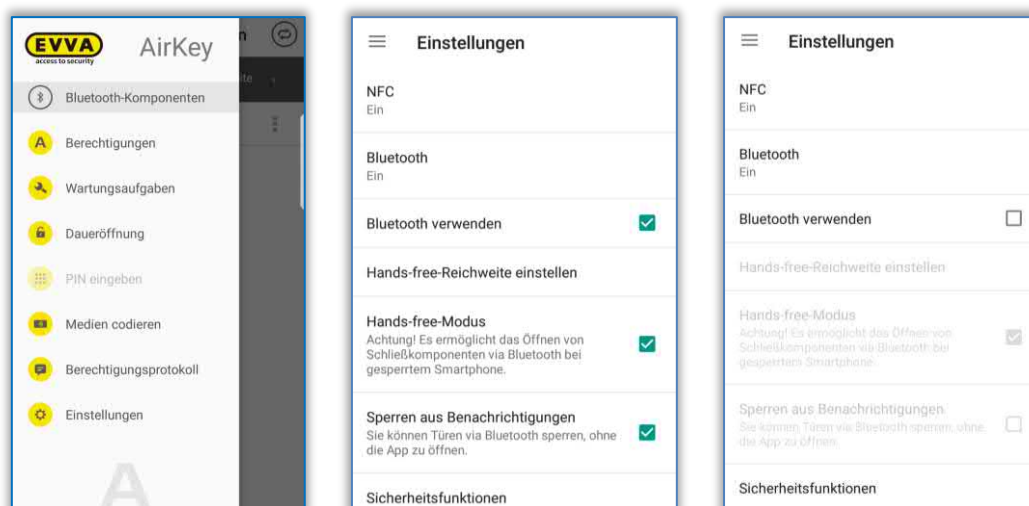 EVVA
access to security
AirKey
n
Bluetooth-Komponenten
A
Berechtigungen
Wartungsaufgaben
Daueröffnung
PIN eingeben
Medien codieren
Berechtigungsprotokoll
Einstellungen
A
Einstellungen
NFC
Ein
Bluetooth
Ein
Bluetooth verwenden
Hands-free-Reichweite einstellen
Hands-free-Modus
Achtung! Es ermöglicht das Öffnen von
Schließkomponenten via Bluetooth bei
gesperrtem Smartphone.
Sperren aus Benachrichtigungen
Sie können Türen via Bluetooth sperren, ohne
die App zu öffnen.
Sicherheitsfunktionen
Einstellungen
NFC
Ein
Bluetooth
Ein
Bluetooth verwenden
Hands-free-Reichweite einstellen
Hands-free-Modus
Achtung! Es ermöglicht das Öffnen von
Schließkomponenten via Bluetooth bei
gesperrtem Smartphone.
Sperren aus Benachrichtigungen
Sie können Türen via Bluetooth sperren, ohne
die App zu öffnen.
Sicherheitsfunktionen